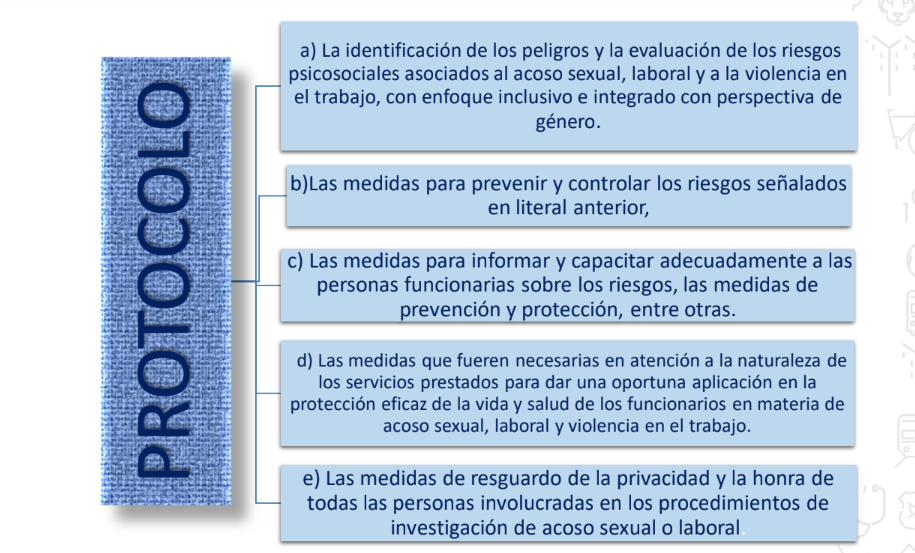 PROTOCOLO
a) La identificación de los peligros y la evaluación de los riesgos
psicosociales asociados al acoso sexual, laboral y a la violencia en
el trabajo, con enfoque inclusivo e integrado con perspectiva de
género.
b)Las medidas para prevenir y controlar los riesgos señalados
en literal anterior,
c) Las medidas para informar y capacitar adecuadamente a las
personas funcionarias sobre los riesgos, las medidas de
prevención y protección, entre otras.
d) Las medidas que fueren necesarias en atención a la naturaleza de
los servicios prestados para dar una oportuna aplicación en la
protección eficaz de la vida y salud de los funcionarios en materia de
acoso sexual, laboral y violencia en el trabajo.
e) Las medidas de resguardo de la privacidad y la honra de
todas las personas involucradas en los procedimientos de
investigación de acoso sexual o laboral.